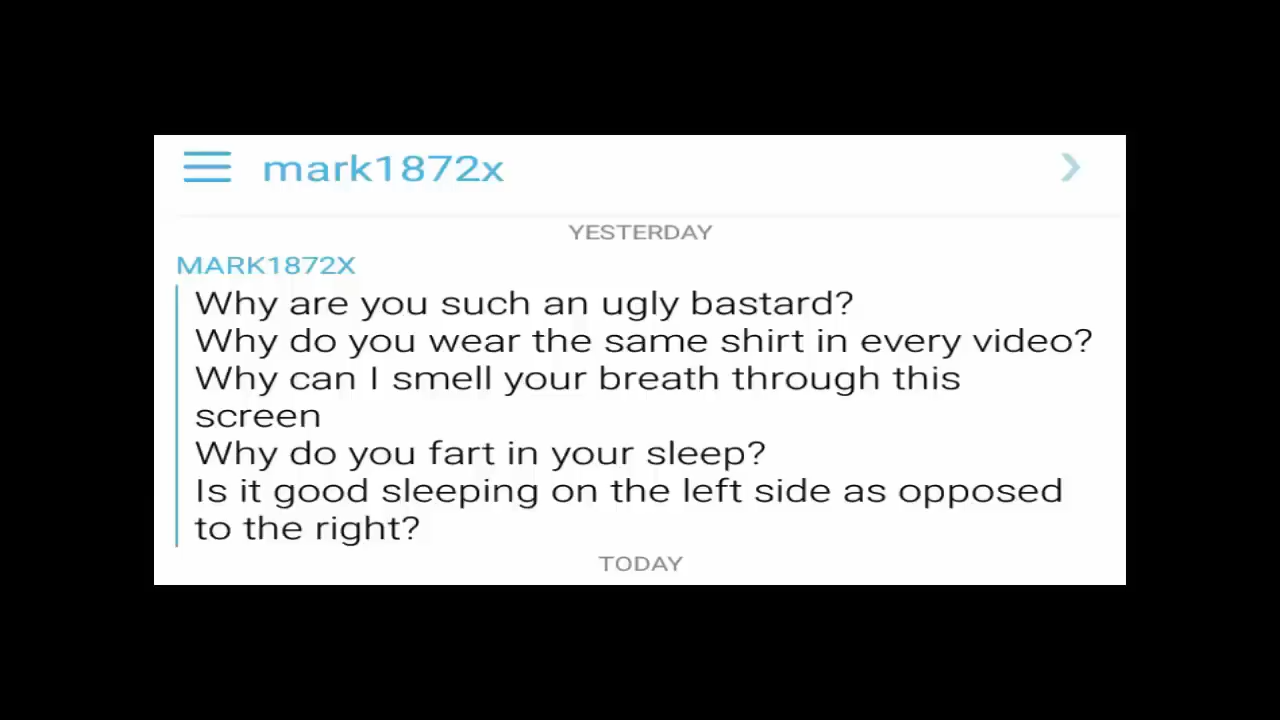 mark1872x
YESTERDAY
MARK1872X
Why are you such an ugly bastard?
Why do you wear the same shirt in every video?
Why can I smell your breath through this
screen
Why do you fart in your sleep?
Is it good sleeping on the left side as opposed
to the right?
TODAY